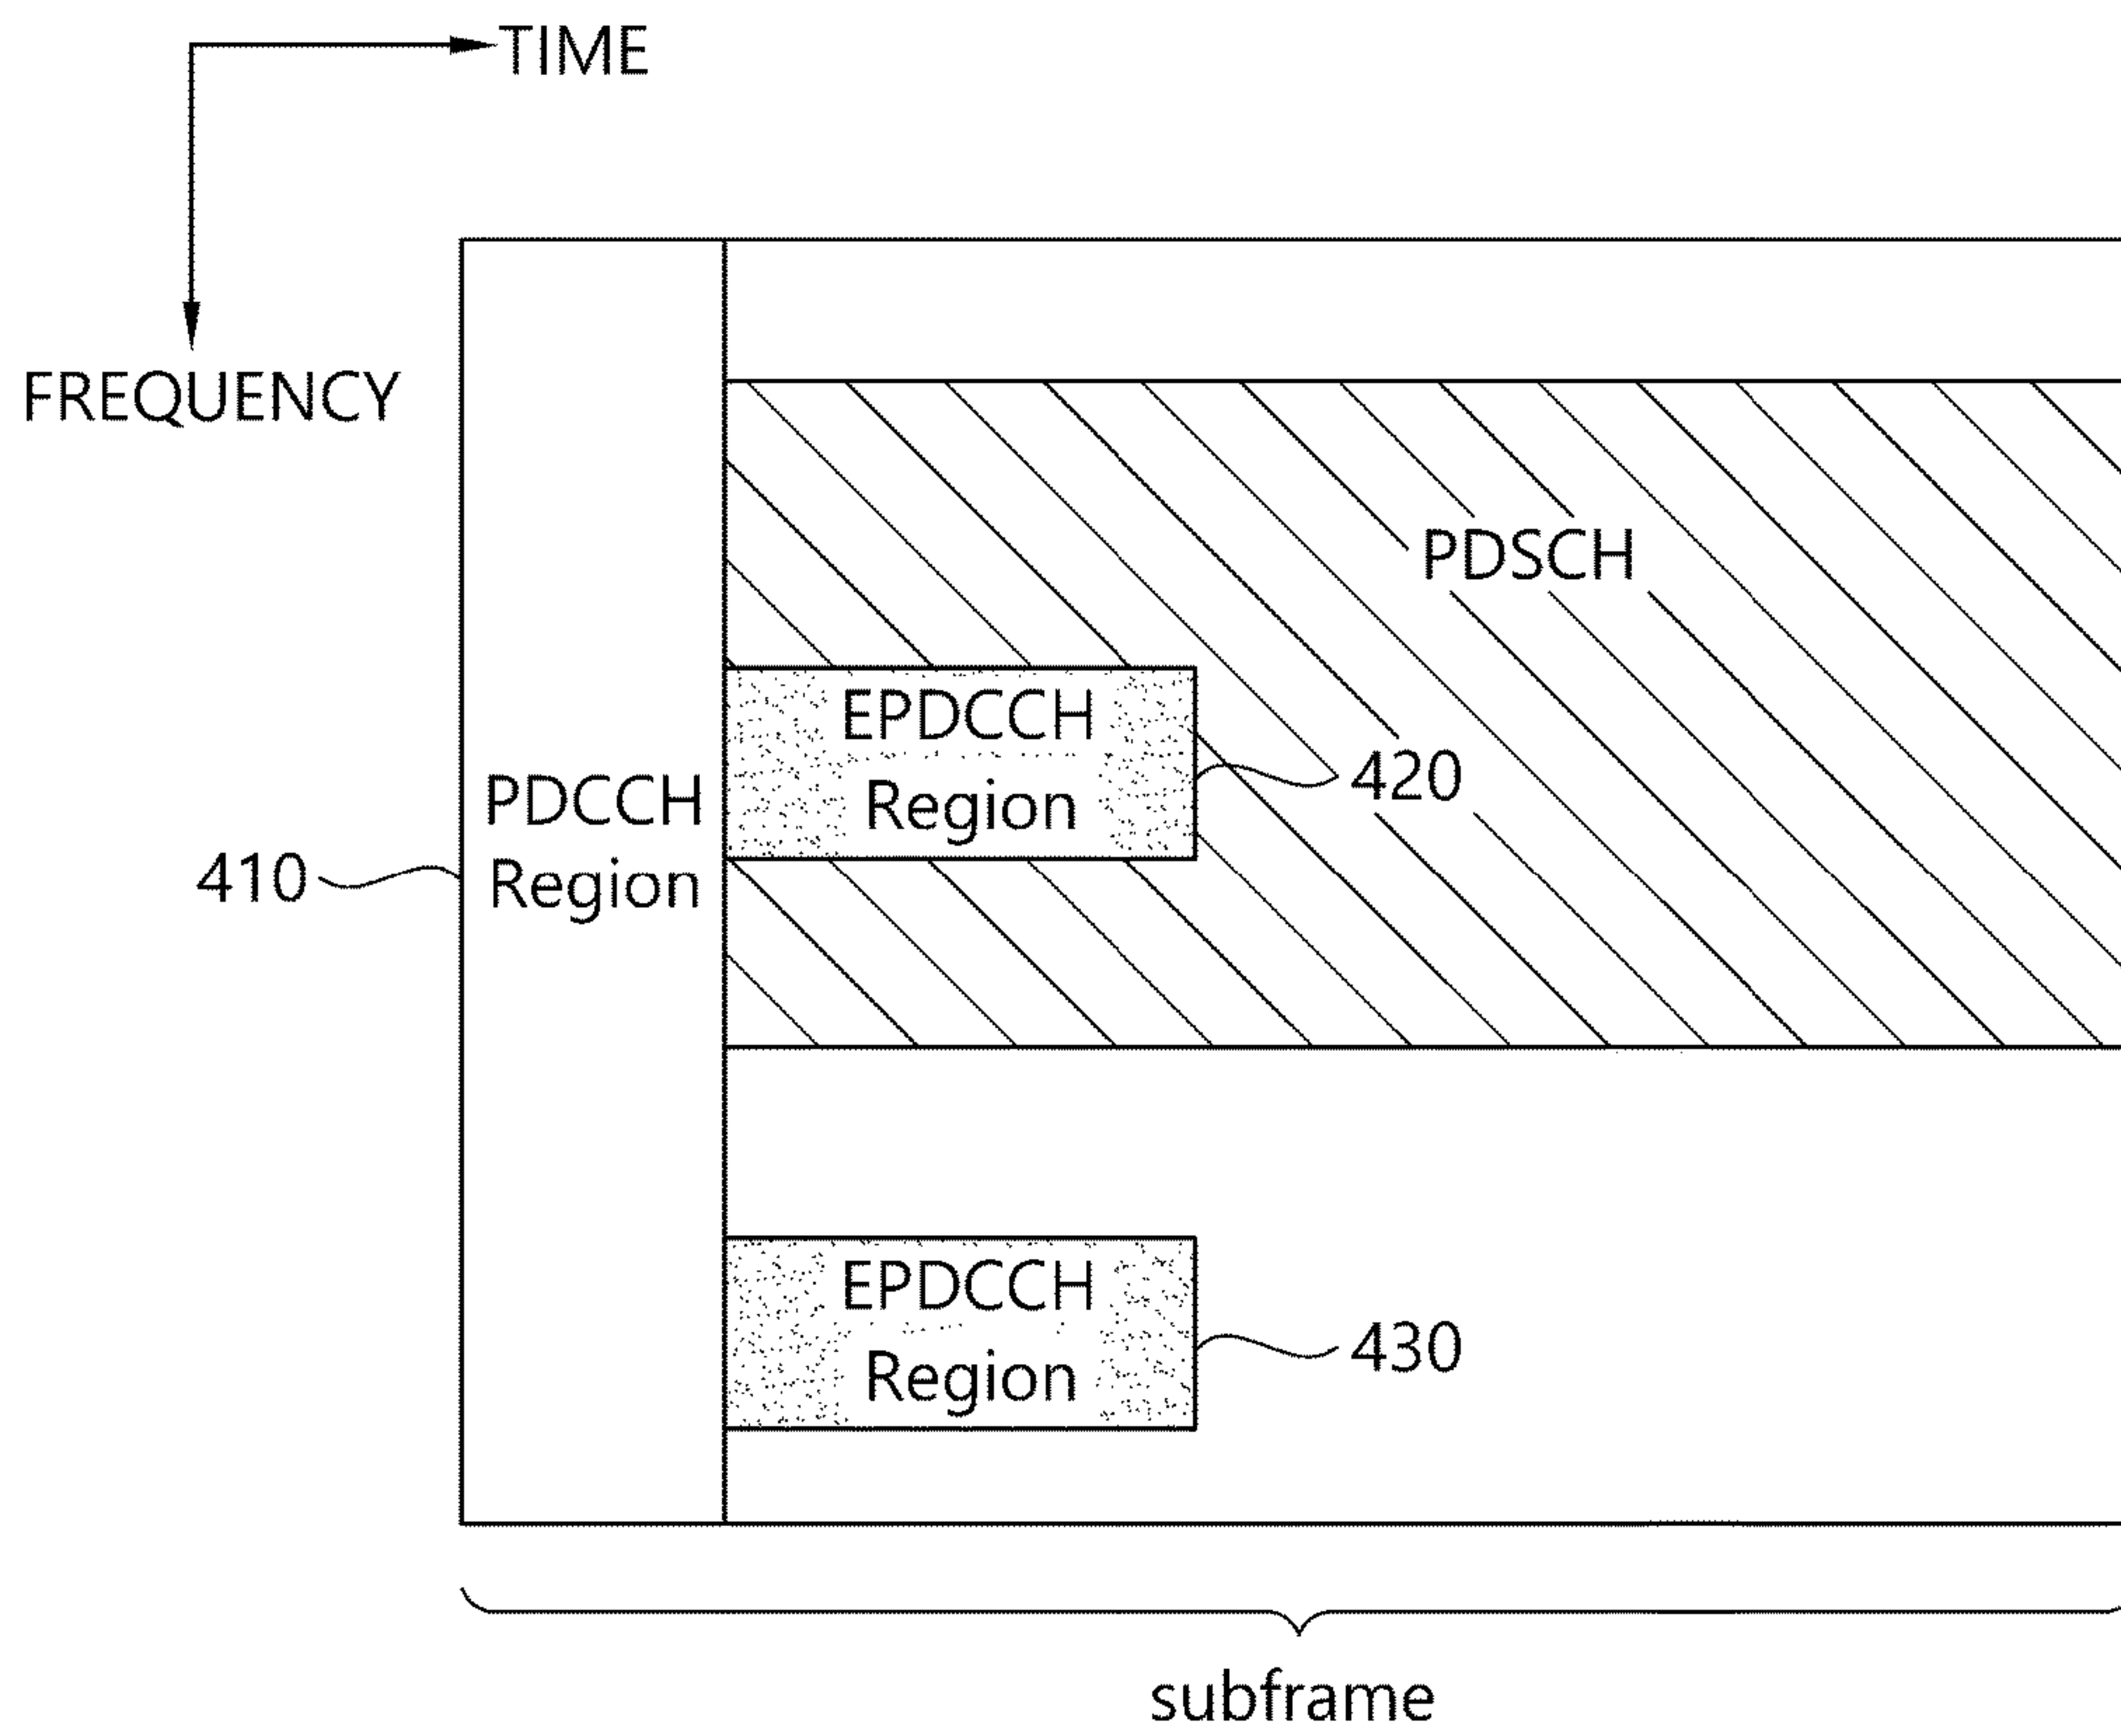 TIME
FREQUENCY
PDSCH
EPDCCH
Region
420
PDCCH
Region
410
EPDCCH
Region
430
subframe